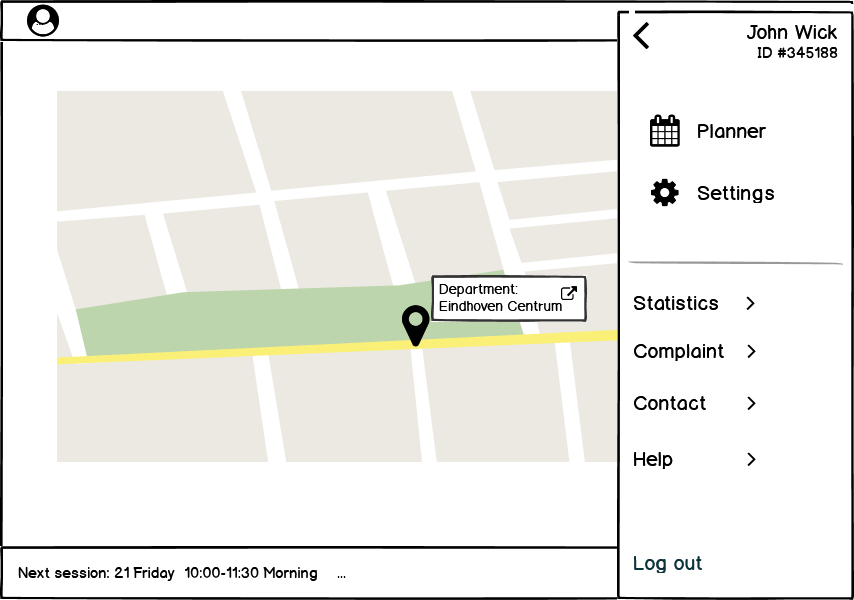 John Wick
ID #345188
Planner
Settings
Department:
Eindhoven Centrum
Statistics
Complaint
Contact
Help
Log out
Next session: 21 Friday 10:00-11:30 Morning ...